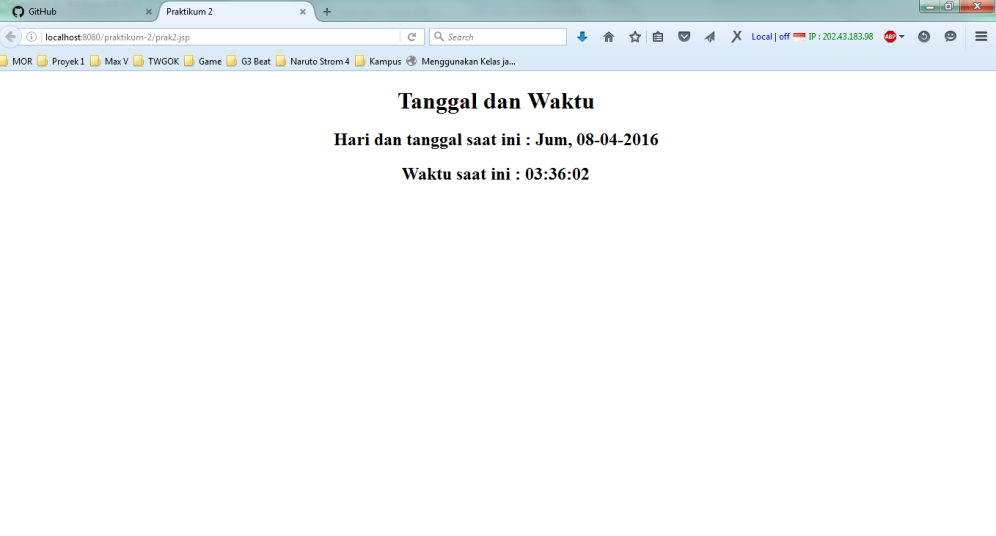 GitHub
Praktikum 2
localhost:8080/praktikum-2/prak2.jsp
Search
Local | off
IP : 202.43.183.98
ABP
MOR Proyek 1 Max V TWGOK Game G3 Beat Naruto Strom 4 Kampus Menggunakan Kelas ja...
Tanggal dan Waktu
Hari dan tanggal saat ini : Jum, 08-04-2016
Waktu saat ini : 03:36:02